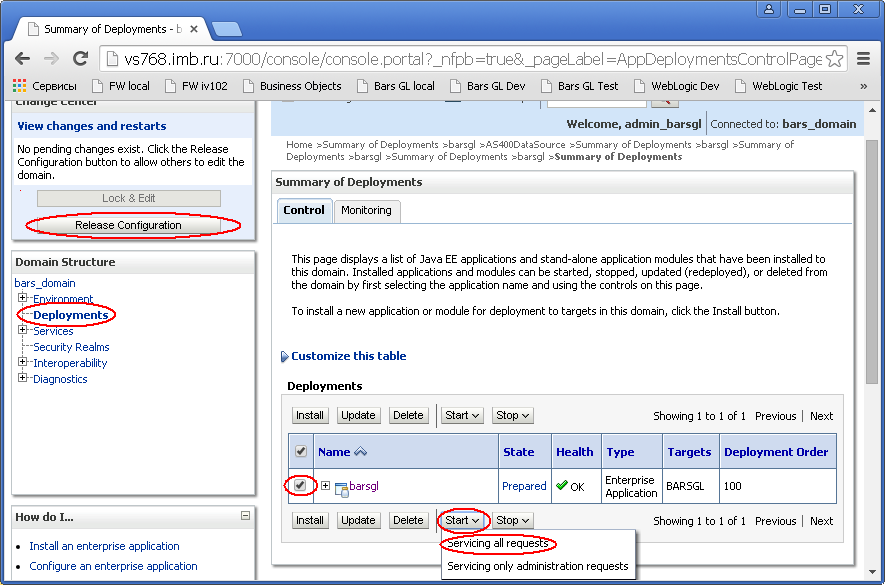 Summary of Deployments - b
vs768.imb.ru:7000/console/console.portal?_nfpb=true&_pageLabel=AppDeploymentsControlPage
Сервисы FW local FW iv102 Business Objects Bars GL local Bars GL Dev Bars GL Test WebLogic Dev WebLogic Test »
Change Center
View changes and restarts
No pending changes exist. Click the Release
Configuration button to allow others to edit the
domain.
Lock & Edit
Release Configuration
Domain Structure
bars_domain
Environment
Deployments
Services
Security Realms
Interoperability
Diagnostics
How do I...
Install an enterprise application
Configure an enterprise application
Welcome, admin_barsgl Connected to: bars_domain
Home >Summary of Deployments >barsgl >AS400DataSource >Summary of Deployments >barsgl >Summary of
Deployments >barsgl >Summary of Deployments >barsgl >Summary of Deployments
Summary of Deployments
Control Monitoring
This page displays a list of Java EE applications and stand-alone application modules that have been installed to
this domain. Installed applications and modules can be started, stopped, updated (redeployed), or deleted from
the domain by first selecting the application name and using the controls on this page.
To install a new application or module for deployment to targets in this domain, click the Install button.
Customize this table
Deployments
Install Update Delete Start Stop Showing 1 to 1 of 1 Previous | Next
Name State Health Type Targets Deployment Order
barsgl Prepared OK Enterprise Application BARSGL 100
Install Update Delete Start Stop Showing 1 to 1 of 1 Previous | Next
Servicing all requests
Servicing only administration requests